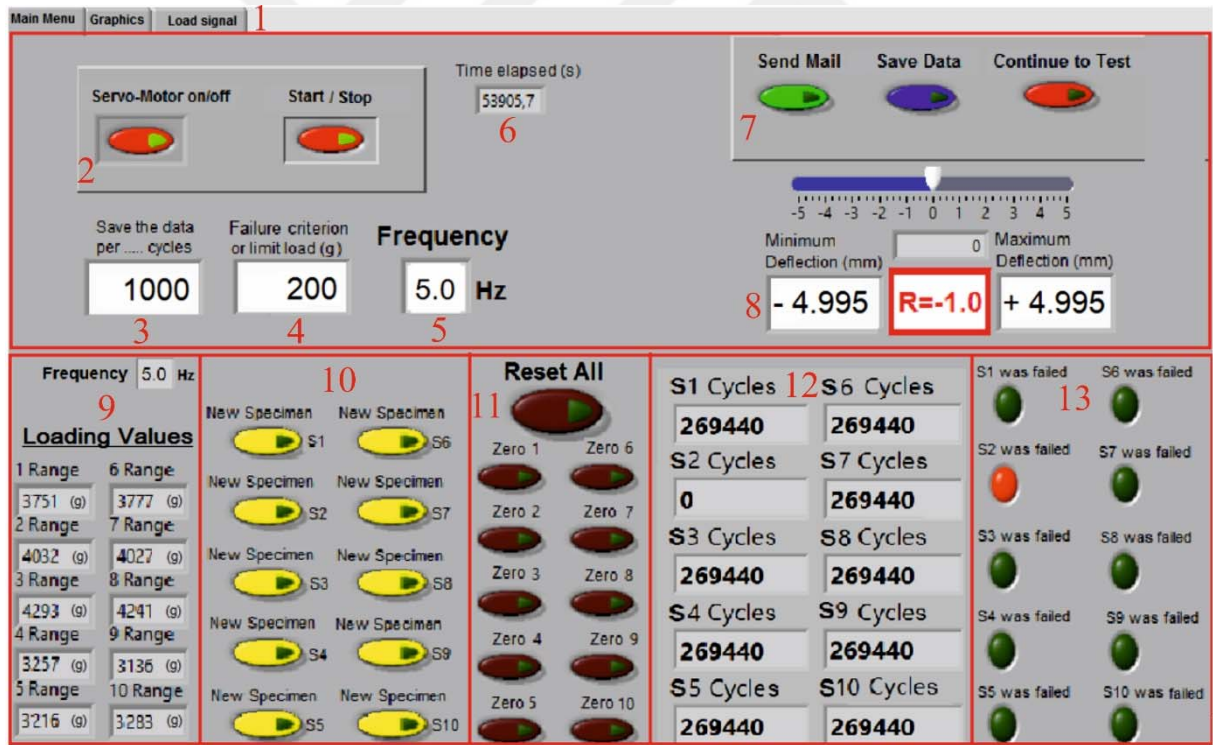 Main Menu Graphics Load signal 1
Send Mail Save Data Continue to Test
Time elapsed (s)
Servo-Motor on/off Start / Stop
53905,7
6
7
2
-5 -4 -3 -2 -1 0 1 2 3 4 5
Save the data
per ..... cycles
Failure criterion
or limit load (g)
Frequency
Minimum
Deflection (mm)
0
Maximum
Deflection (mm)
1000
200
5.0 Hz
8
- 4.995
R=-1.0
+ 4.995
3
4
5
Frequency 5.0 Hz
9
Loading Values
1 Range 6 Range
3751 (g) 3777 (g)
2 Range 7 Range
4032 (g) 4027 (g)
3 Range 8 Range
4293 (g) 4241 (g)
4 Range 9 Range
3257 (g) 3136 (g)
5 Range 10 Range
3216 (g) 3283 (g)
10
New Specimen New Specimen
S1 S6
New Specimen New Specimen
S2 S7
New Specimen New Specimen
S3 S8
New Specimen New Specimen
S4 S9
New Specimen New Specimen
S5 S10
Reset All
11
Zero 1 Zero 6
Zero 2 Zero 7
Zero 3 Zero 8
Zero 4 Zero 9
Zero 5 Zero 10
S1 Cycles 12 S6 Cycles
269440 269440
S2 Cycles S7 Cycles
0 269440
S3 Cycles S8 Cycles
269440 269440
S4 Cycles S9 Cycles
269440 269440
S5 Cycles S10 Cycles
269440 269440
S1 was failed S6 was failed
13
S2 was failed S7 was failed
S3 was failed S8 was failed
S4 was failed S9 was failed
S5 was failed S10 was failed